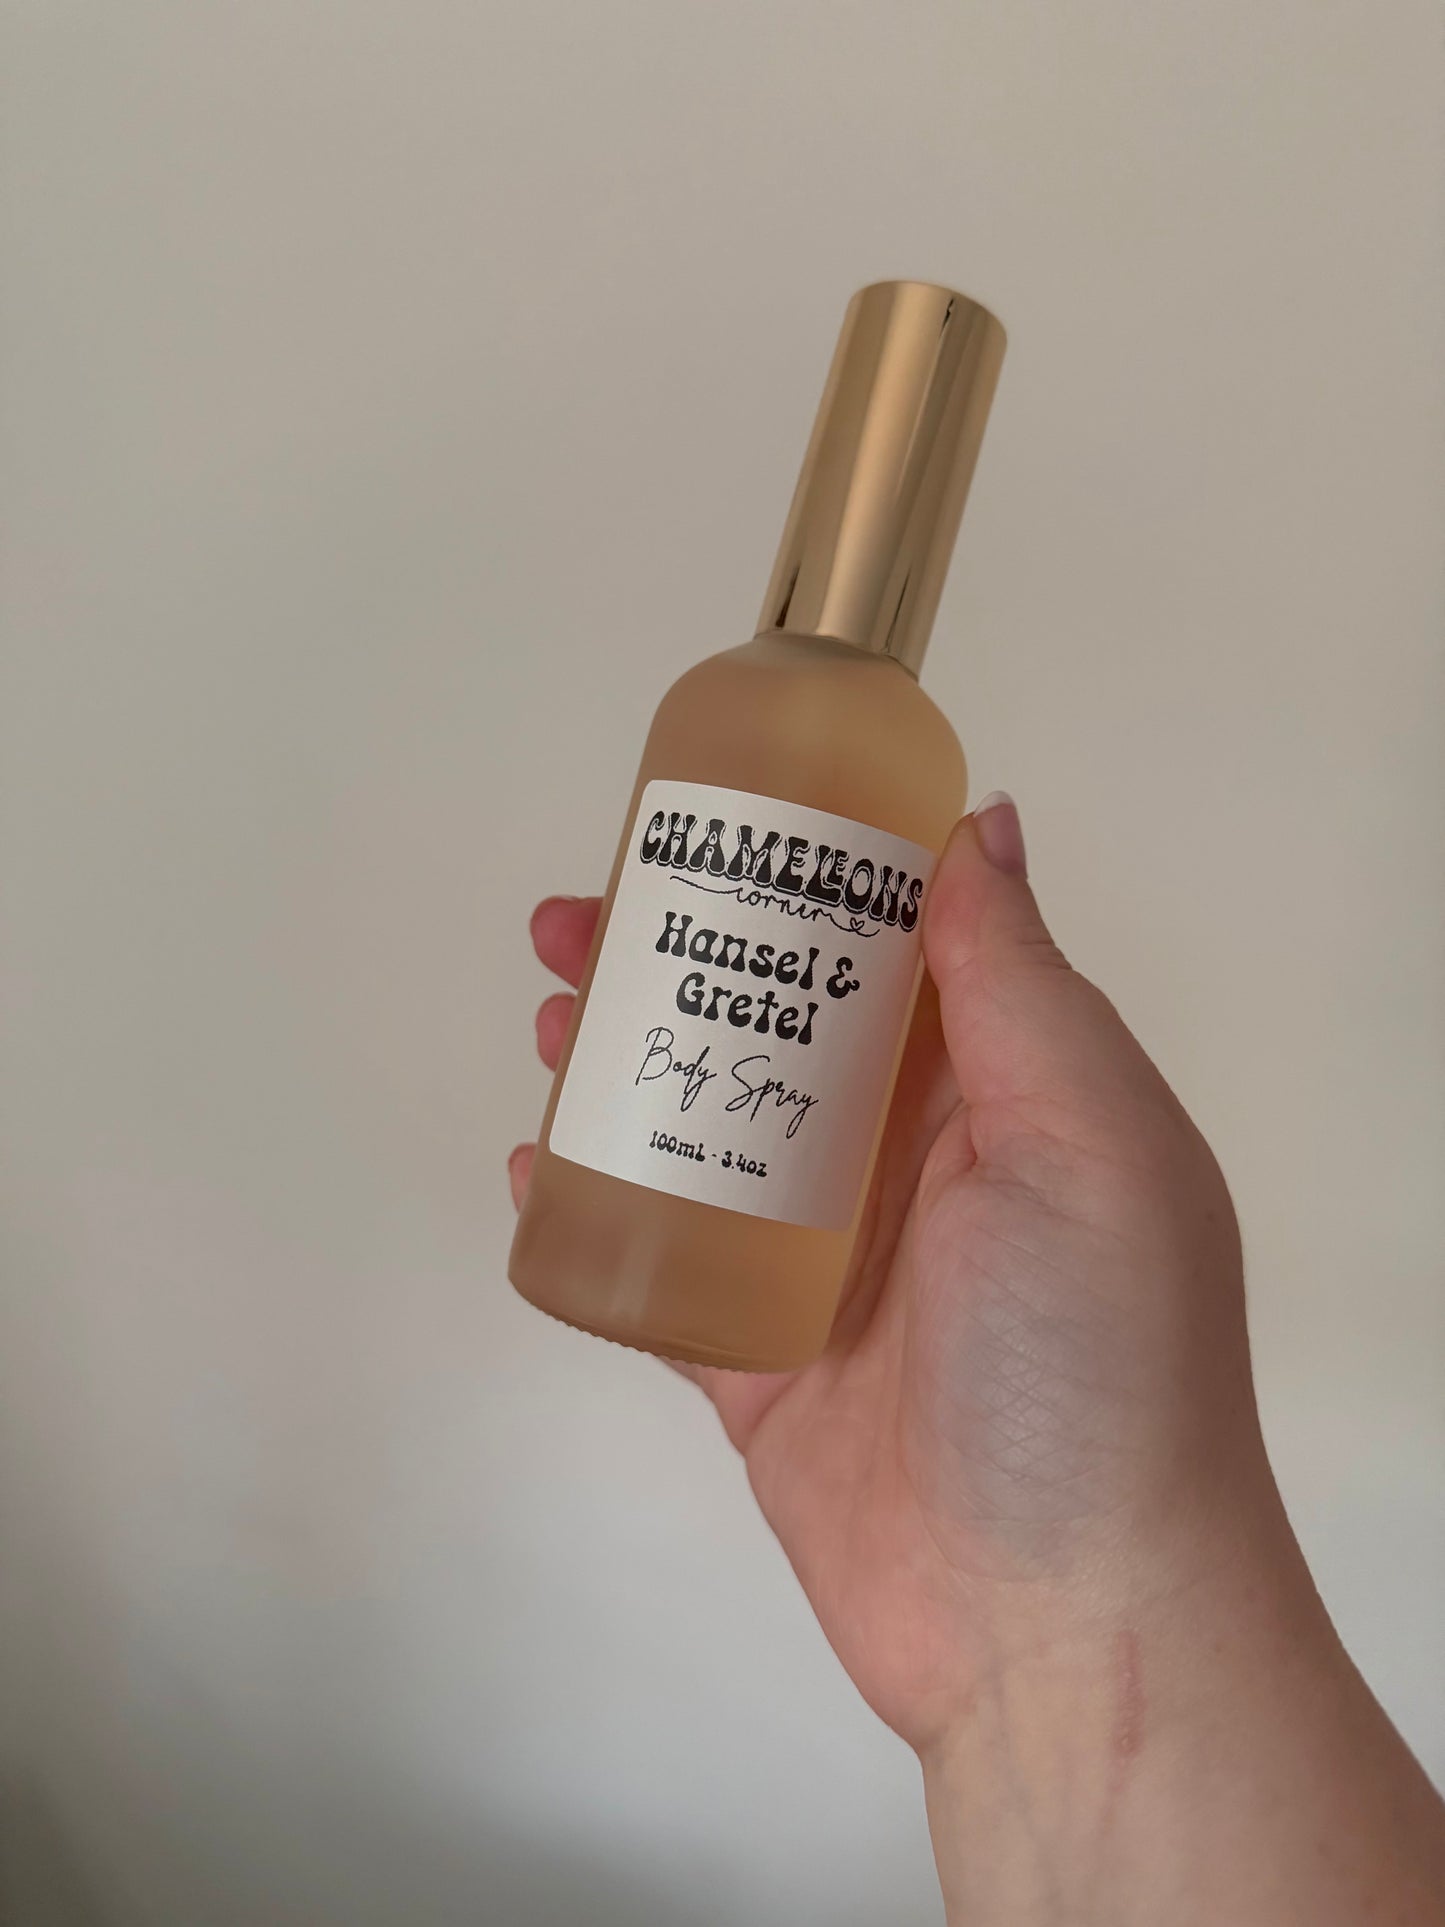 CHAMELEONS
corner
Hansel &
Gretel
Body Spray
100mL - 3.4oz